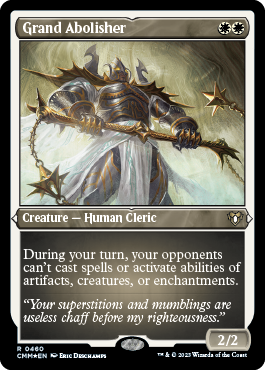 Grand Abolisher
Creature — Human Cleric
During your turn, your opponents
can't cast spells or activate abilities of
artifacts, creatures, or enchantments.
“Your superstitions and mumblings are
useless chaff before my righteousness.”
2/2
R 0460
CMM★EN Eric Deschamps
™ & © 2023 Wizards of the Coast